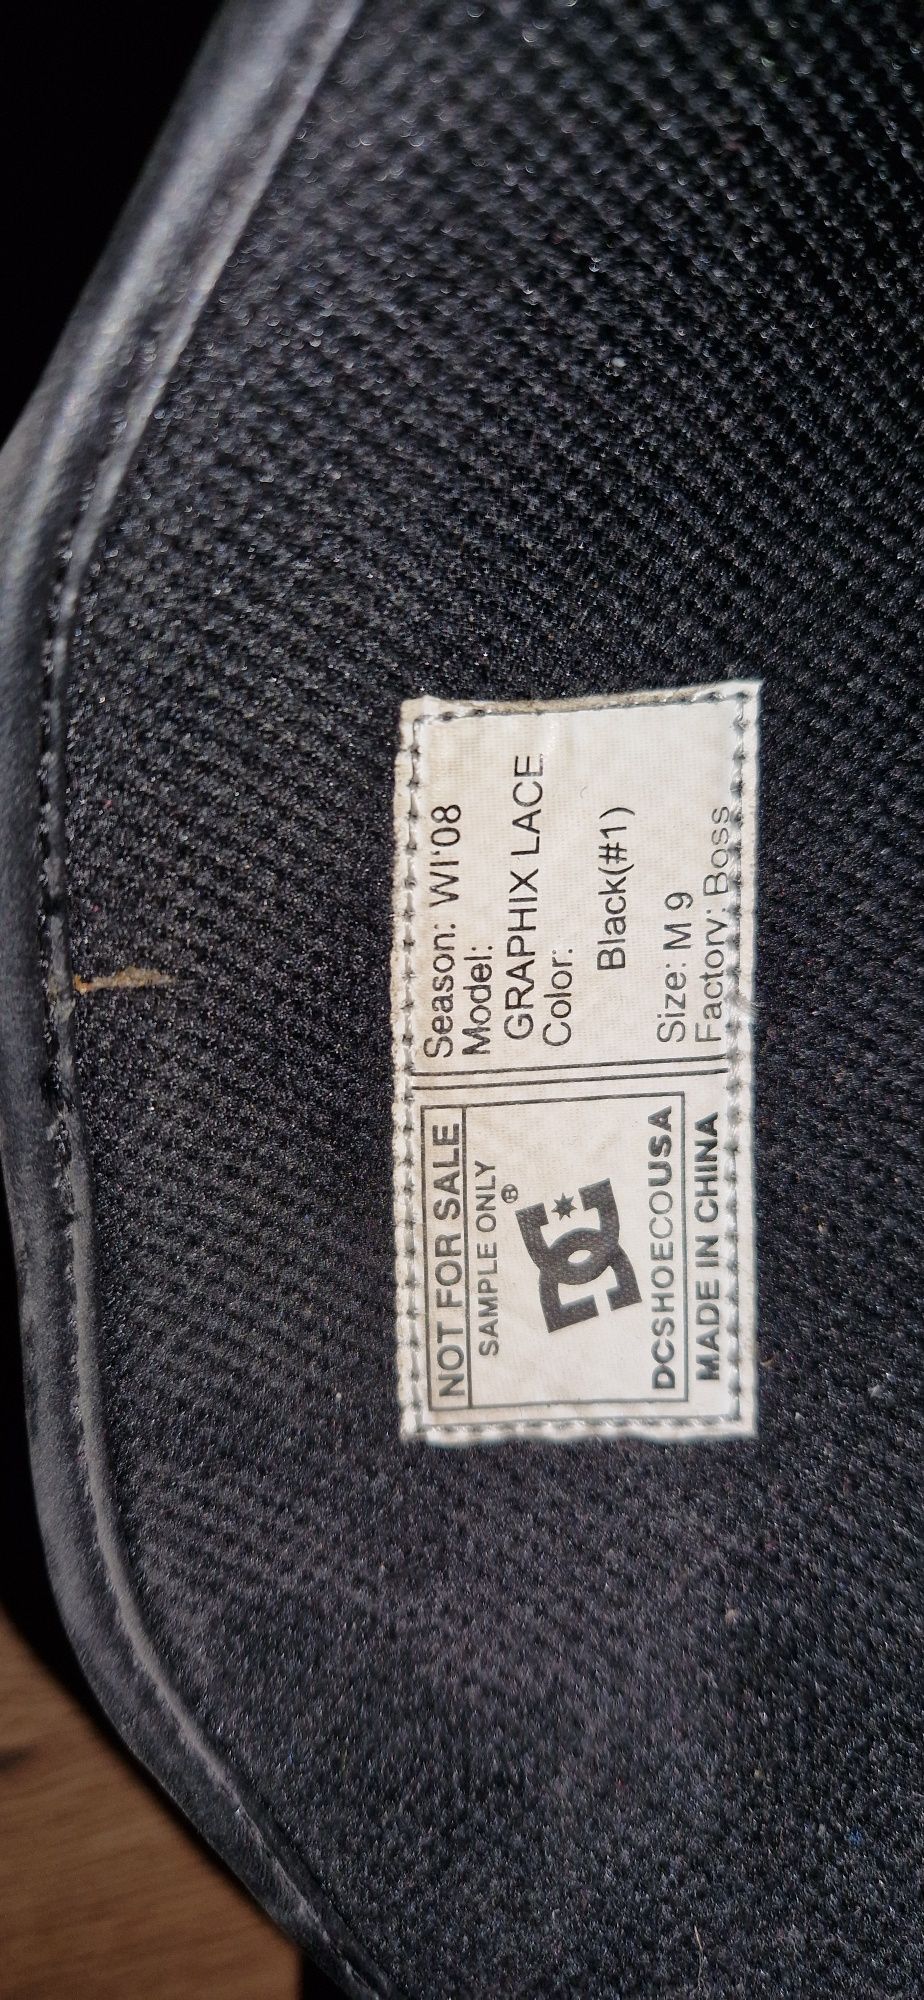 NOT FOR SALE
SAMPLE ONLY
®
DC
DCSHOECOUSA
MADE IN CHINA
Season: WI'08
Model:
GRAPHIX LACE
Color:
Black(#1)
Size: M 9
Factory: Boss